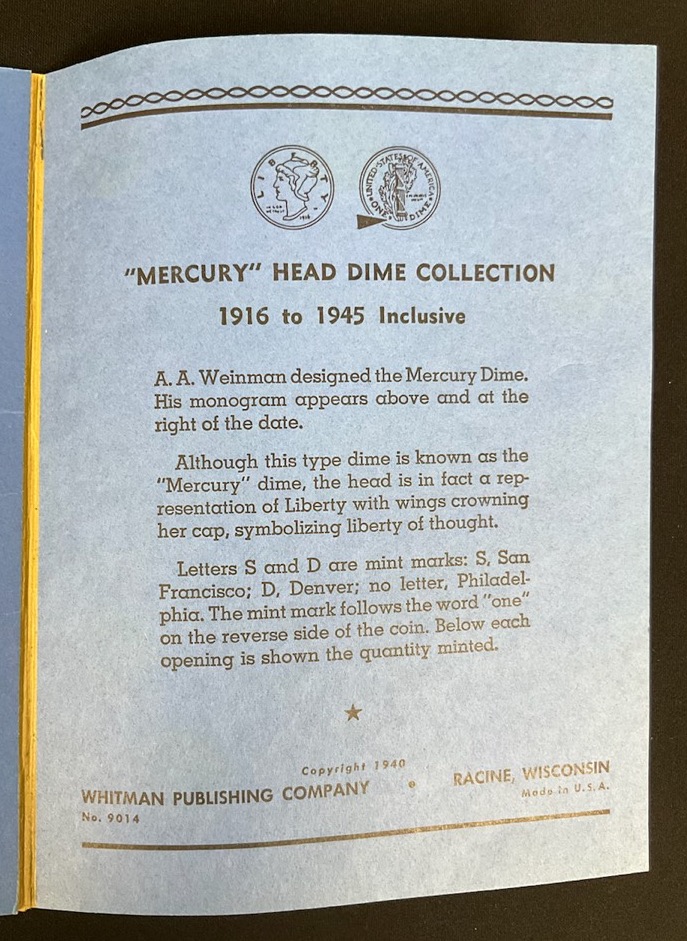 LIBERTY
IN GOD
WE TRUST
1916
UNITED·STATES·OF·AMERICA
ONE DIME
"MERCURY" HEAD DIME COLLECTION
1916 to 1945 Inclusive
A. A. Weinman designed the Mercury Dime.
His monogram appears above and at the
right of the date.
Although this type dime is known as the
"Mercury" dime, the head is in fact a rep-
resentation of Liberty with wings crowning
her cap, symbolizing liberty of thought.
Letters S and D are mint marks: S, San
Francisco; D, Denver; no letter, Philadel-
phia. The mint mark follows the word "one"
on the reverse side of the coin. Below each
opening is shown the quantity minted.
Copyright 1940
WHITMAN PUBLISHING COMPANY • RACINE, WISCONSIN
No. 9014
Made in U.S.A.